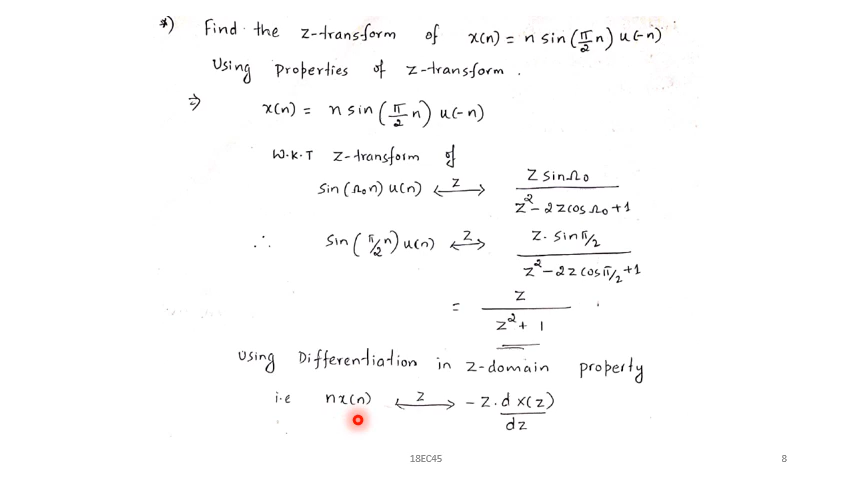 *) Find the z-transform of x(n) = n sin(π/2 n) u(-n)
Using Properties of z-transform.
⇒ x(n) = n sin(π/2 n) u(-n)
W.K.T z-transform of
sin(Ω₀n) u(n) ⟷ᶻ z sinΩ₀ / z² - 2z cos Ω₀ + 1
∴ sin(π/2 n) u(n) ⟷ᶻ z. sin π/2 / z² - 2z cos π/2 + 1
= z / z² + 1
Using Differentiation in z-domain property
i.e nx(n) ⟷ᶻ -z. d x(z) / dz
18EC45 8